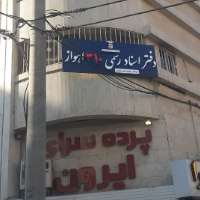 دفتر اسناد رسمی ۳۱۰ اهواز
پرده سرای
ایرون